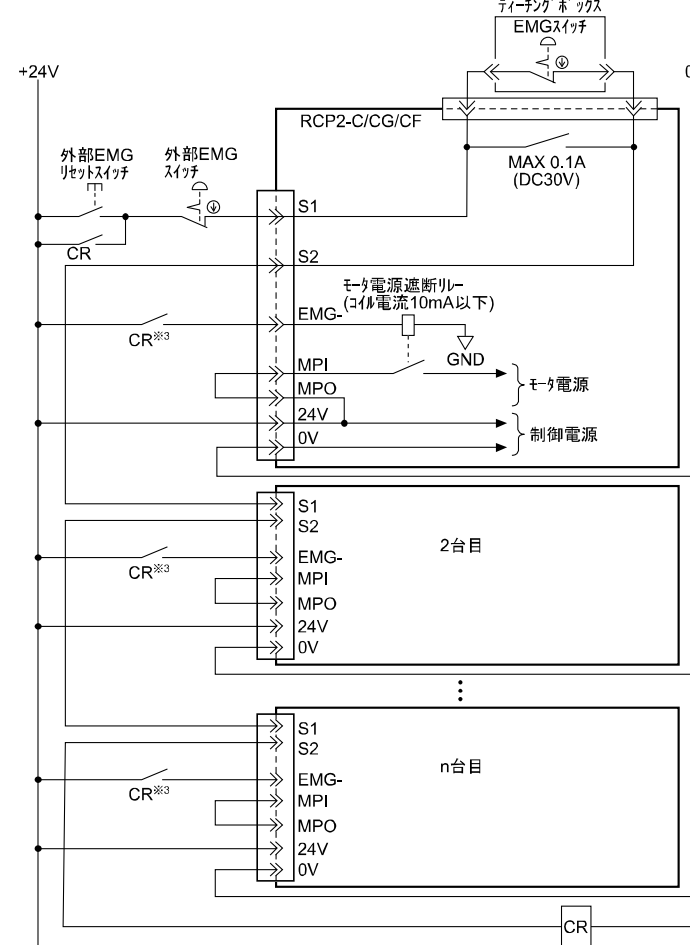 ティーチングボックス
EMGスイッチ
+24V
0
RCP2-C/CG/CF
MAX 0.1A
(DC30V)
外部EMG
リセットスイッチ
外部EMG
スイッチ
CR
S1
S2
モータ電源遮断リレー
(コイル電流10mA以下)
EMG-
CR※3
GND
MPI
MPO
モータ電源
24V
0V
制御電源
S1
S2
2台目
EMG-
CR※3
MPI
MPO
24V
0V
S1
S2
n台目
EMG-
CR※3
MPI
MPO
24V
0V
CR